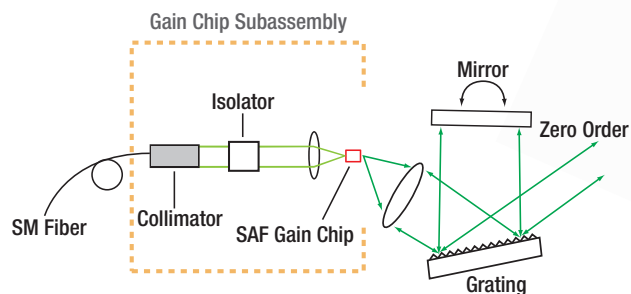 Gain Chip Subassembly
Mirror
Isolator
Zero Order
SM Fiber
Collimator
SAF Gain Chip
Grating